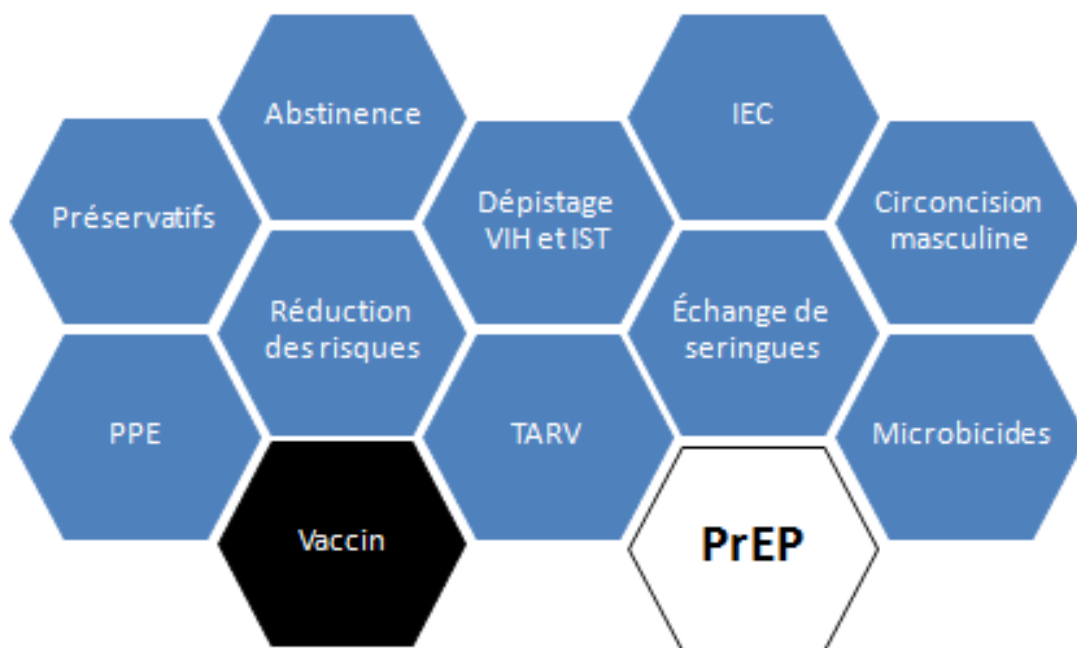 Abstinence
IEC
Préservatifs
Dépistage
VIH et IST
Circoncision
masculine
Réduction
des risques
Échange de
seringues
PPE
TARV
Microbicides
Vaccin
PrEP